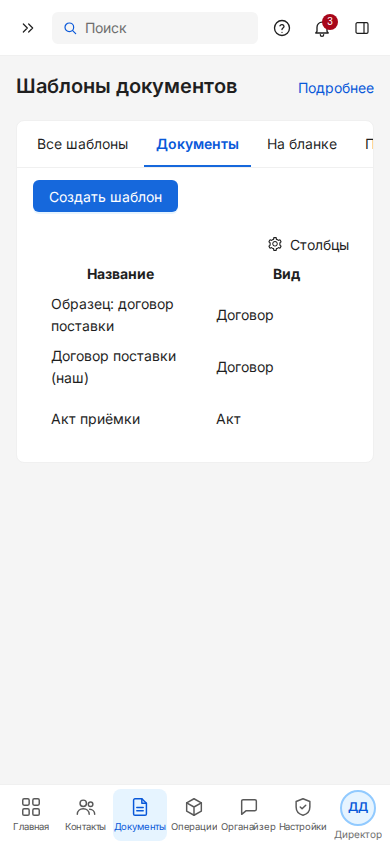 Поиск
3
Шаблоны документов
Подробнее
Все шаблоны
Документы
На бланке
Создать шаблон
Столбцы
Название
Вид
Образец: договор
поставки
Договор
Договор поставки
(наш)
Договор
Акт приёмки
Акт
Главная
Контакты
Документы
Операции
Органайзер
Настройки
ДД
Директор